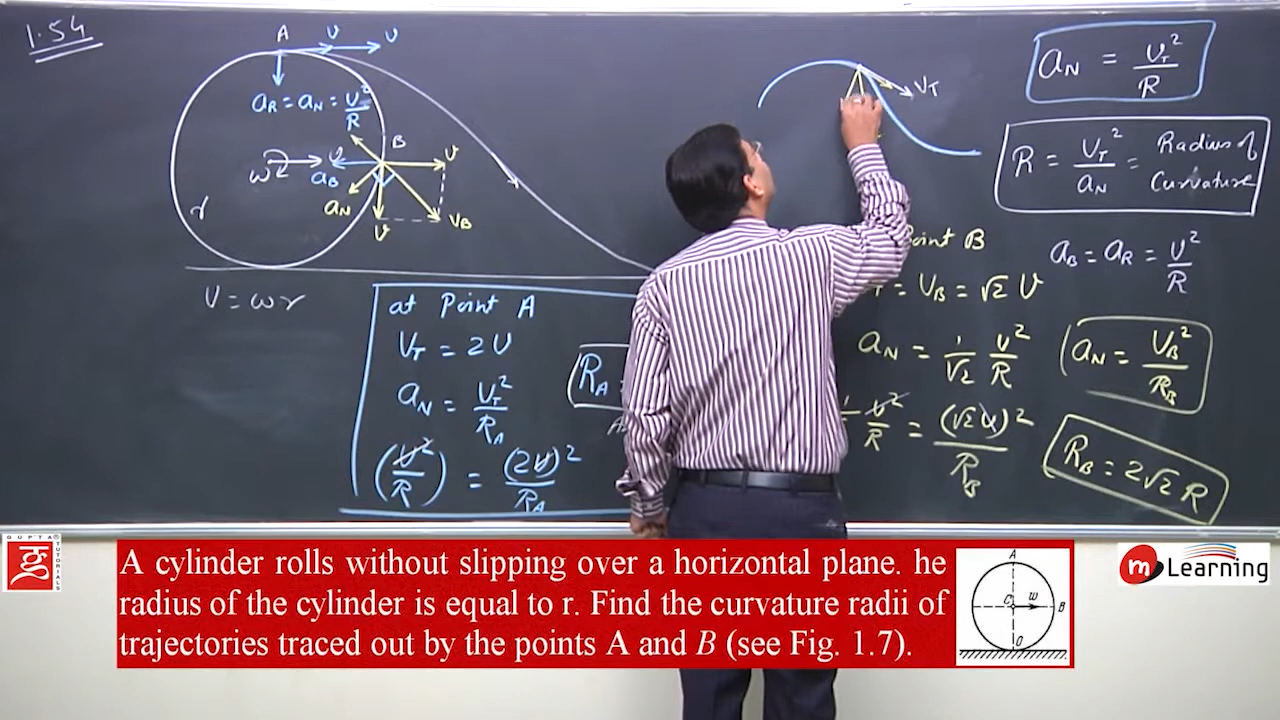 1.54
A
v
v
aR = aN = v²/R
B
v
ω
v
aB
aN
r
v
vB
V = ωr
at Point A
VT = 2v
aN = VT²/RA
(v²/R) = (2v)²/RA
RA
VT
aN = vT²/R
R = VT²/aN = Radius of Curvature
Point B
= VB = √2 v
aN = 1/√2 v²/R
v²/R = (√2 v)²/RB
aB = aR = v²/R
aN = VB²/RB
RB = 2√2 R
GUPTA TUTORIALS
A cylinder rolls without slipping over a horizontal plane. he
radius of the cylinder is equal to r. Find the curvature radii of
trajectories traced out by the points A and B (see Fig. 1.7).
A
C
w
B
O
m Learning